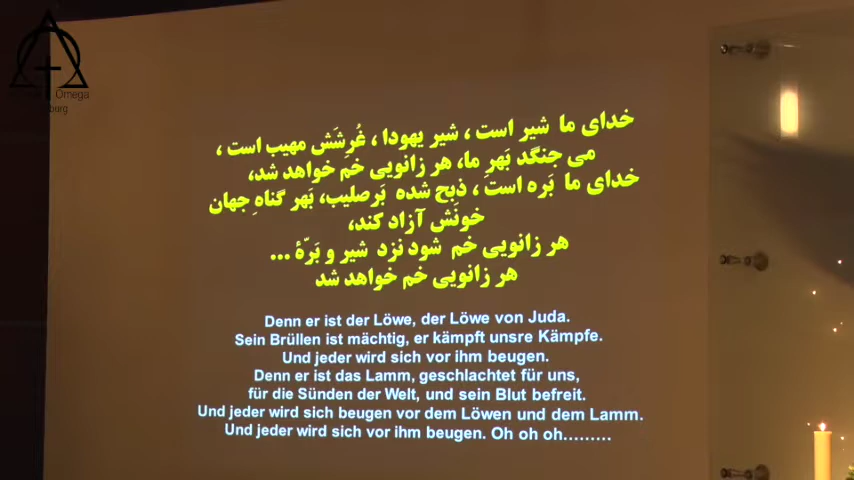 Omega
berg
خدای ما شیر است ، شیر یهودا ، غُرِشَش مهیب است ،
می جنگد بَهرِ ما، هر زانویی خَم خواهد شد،
خدای ما بَره است ، ذِبح شده بَرصلیب، بَهر گناهِ جهان
خونَش آزاد کند،
هر زانویی خم شود نزد شیر و بَرّهٔ ...
هر زانویی خم خواهد شد
Denn er ist der Löwe, der Löwe von Juda.
Sein Brüllen ist mächtig, er kämpft unsre Kämpfe.
Und jeder wird sich vor ihm beugen.
Denn er ist das Lamm, geschlachtet für uns,
für die Sünden der Welt, und sein Blut befreit.
Und jeder wird sich beugen vor dem Löwen und dem Lamm.
Und jeder wird sich vor ihm beugen. Oh oh oh.........